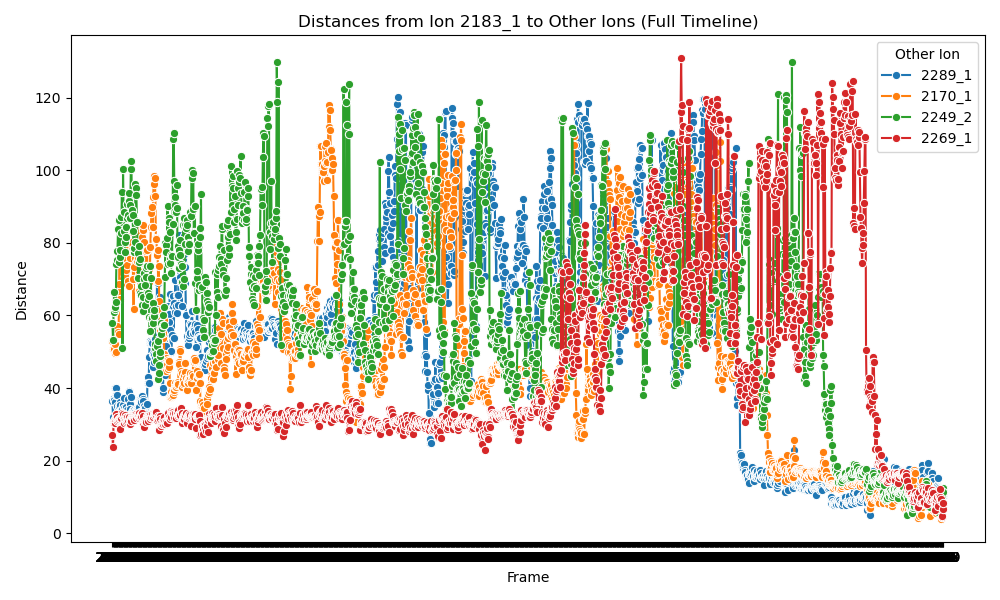 Distances from Ion 2183_1 to Other Ions (Full Timeline)
Other Ion
2289_1
2170_1
2249_2
2269_1
120
100
80
60
40
20
0
Distance
Frame